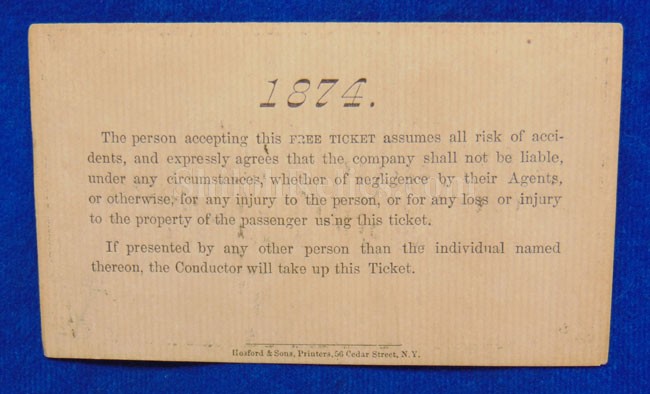 1874.
The person accepting this FREE TICKET assumes all risk of acci-
dents, and expressly agrees that the company shall not be liable,
under any circumstances, whether of negligence by their Agents,
or otherwise, for any injury to the person, or for any loss or injury
to the property of the passenger using this ticket.
If presented by any other person than the individual named
thereon, the Conductor will take up this Ticket.
Hosford & Sons, Printers, 56 Cedar Street, N.Y.